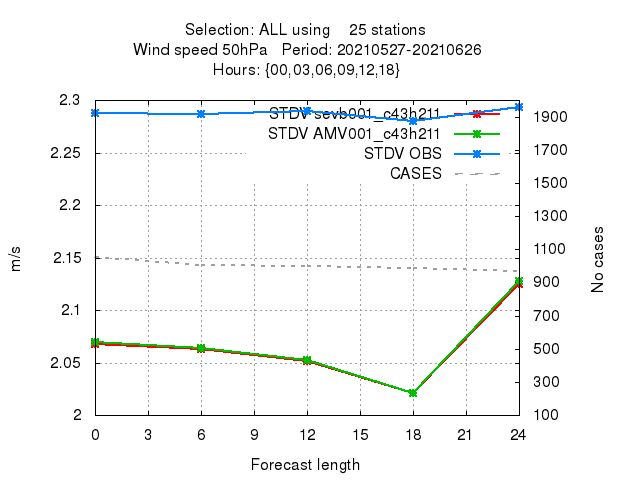 Selection: ALL using    25 stations
Wind speed 50hPa   Period: 20210527-20210626
Hours: {00,03,06,09,12,18}
STDV sevb001_c43h211
STDV AMV001_c43h211
STDV OBS
CASES
2.3
2.25
2.2
2.15
2.1
2.05
2
m/s
1900
1700
1500
1300
1100
900
700
500
300
100
No cases
0 3 6 9 12 15 18 21 24
Forecast length